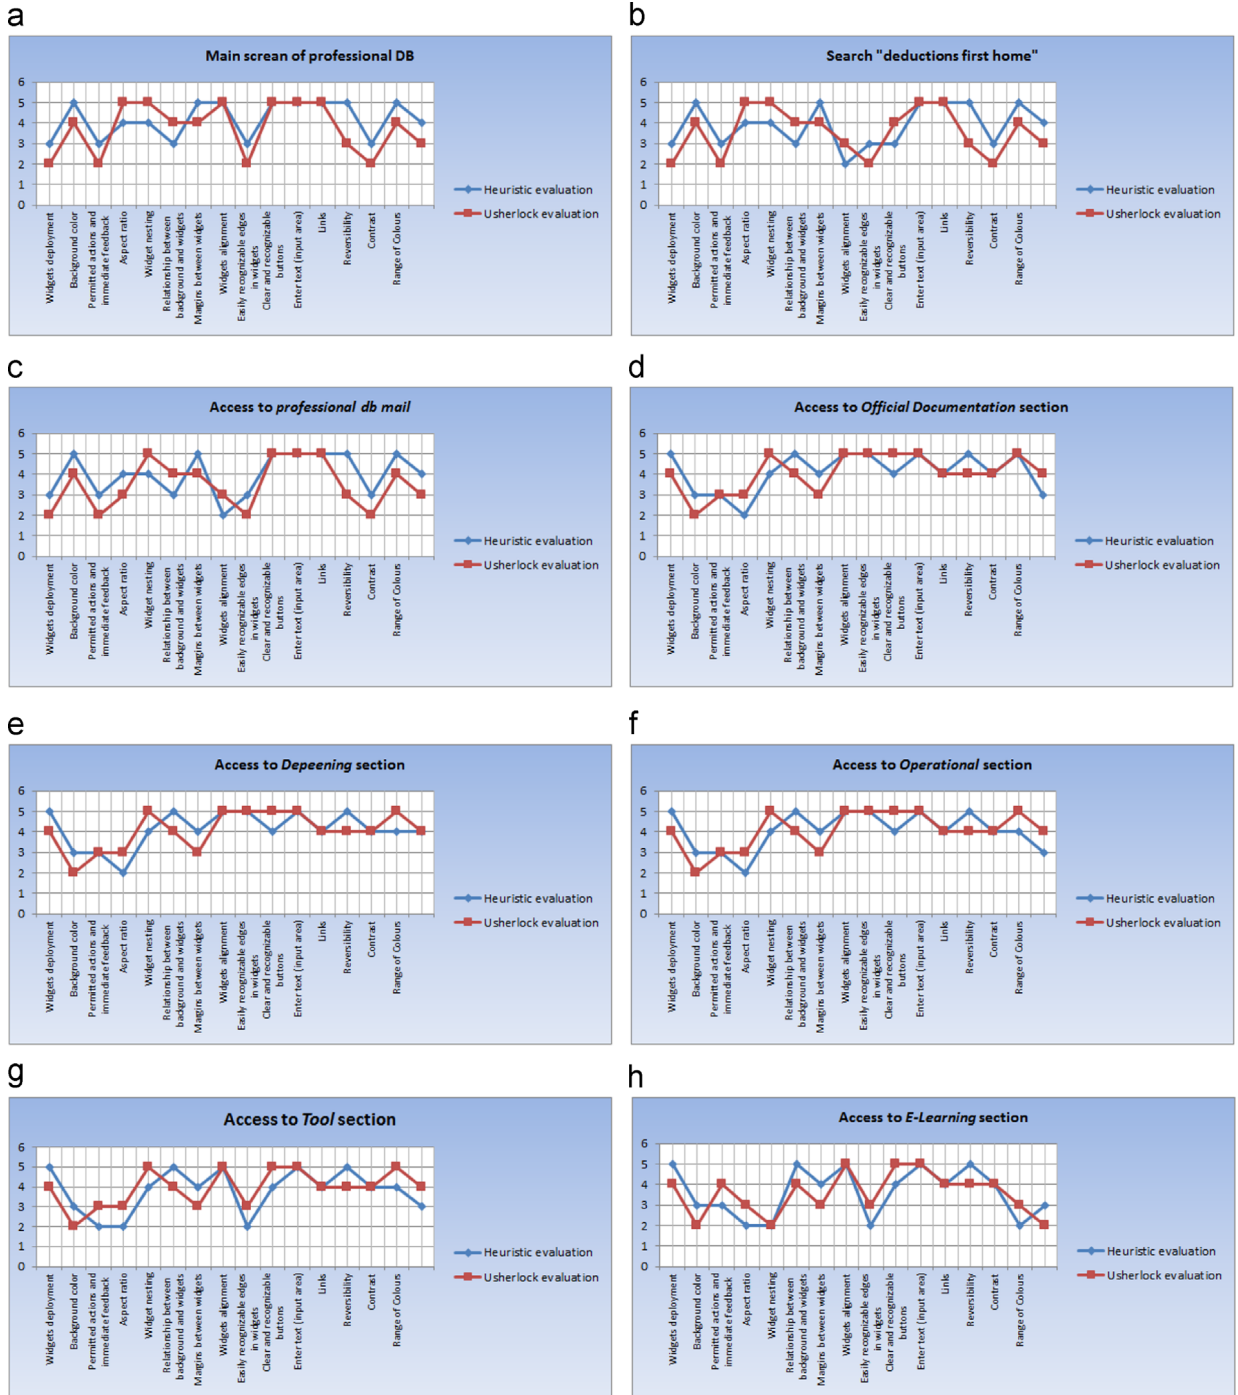 a
Main screan of professional DB
6
5
4
3
2
1
0
Heuristic evaluation
Usherlock evaluation
Widgets deployment
Background color
Permitted actions and
immediate feedback
Aspect ratio
Widget nesting
Relationship between
background and widgets
Margins between widgets
Widgets alignment
Easily recognizable edges
in widgets
Clear and recognizable
buttons
Enter text (input area)
Links
Reversibility
Contrast
Range of Colours
b
Search "deductions first home"
6
5
4
3
2
1
0
Heuristic evaluation
Usherlock evaluation
Widgets deployment
Background color
Permitted actions and
immediate feedback
Aspect ratio
Widget nesting
Relationship between
background and widgets
Margins between widgets
Widgets alignment
Easily recognizable edges
in widgets
Clear and recognizable
buttons
Enter text (input area)
Links
Reversibility
Contrast
Range of Colours
c
Access to professional db mail
6
5
4
3
2
1
0
Heuristic evaluation
Usherlock evaluation
Widgets deployment
Background color
Permitted actions and
immediate feedback
Aspect ratio
Widget nesting
Relationship between
background and widgets
Margins between widgets
Widgets alignment
Easily recognizable edges
in widgets
Clear and recognizable
buttons
Enter text (input area)
Links
Reversibility
Contrast
Range of Colours
d
Access to Official Documentation section
6
5
4
3
2
1
0
Heuristic evaluation
Usherlock evaluation
Widgets deployment
Background color
Permitted actions and
immediate feedback
Aspect ratio
Widget nesting
Relationship between
background and widgets
Margins between widgets
Widgets alignment
Easily recognizable edges
in widgets
Clear and recognizable
buttons
Enter text (input area)
Links
Reversibility
Contrast
Range of Colours
e
Access to Depeening section
6
5
4
3
2
1
0
Heuristic evaluation
Usherlock evaluation
Widgets deployment
Background color
Permitted actions and
immediate feedback
Aspect ratio
Widget nesting
Relationship between
background and widgets
Margins between widgets
Widgets alignment
Easily recognizable edges
in widgets
Clear and recognizable
buttons
Enter text (input area)
Links
Reversibility
Contrast
Range of Colours
f
Access to Operational section
6
5
4
3
2
1
0
Heuristic evaluation
Usherlock evaluation
Widgets deployment
Background color
Permitted actions and
immediate feedback
Aspect ratio
Widget nesting
Relationship between
background and widgets
Margins between widgets
Widgets alignment
Easily recognizable edges
in widgets
Clear and recognizable
buttons
Enter text (input area)
Links
Reversibility
Contrast
Range of Colours
g
Access to Tool section
6
5
4
3
2
1
0
Heuristic evaluation
Usherlock evaluation
Widgets deployment
Background color
Permitted actions and
immediate feedback
Aspect ratio
Widget nesting
Relationship between
background and widgets
Margins between widgets
Widgets alignment
Easily recognizable edges
in widgets
Clear and recognizable
buttons
Enter text (input area)
Links
Reversibility
Contrast
Range of Colours
h
Access to E-Learning section
6
5
4
3
2
1
0
Heuristic evaluation
Usherlock evaluation
Widgets deployment
Background color
Permitted actions and
immediate feedback
Aspect ratio
Widget nesting
Relationship between
background and widgets
Margins between widgets
Widgets alignment
Easily recognizable edges
in widgets
Clear and recognizable
buttons
Enter text (input area)
Links
Reversibility
Contrast
Range of Colours